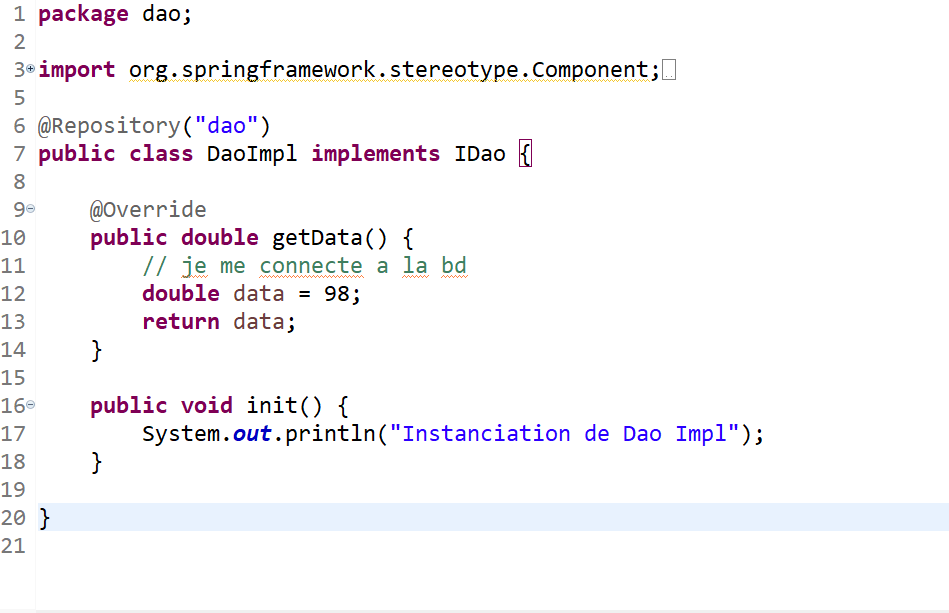 1 package dao;
2
3 import org.springframework.stereotype.Component;
5
6 @Repository("dao")
7 public class DaoImpl implements IDao {
8
9 @Override
10 public double getData() {
11 // je me connecte a la bd
12 double data = 98;
13 return data;
14 }
15
16 public void init() {
17 System.out.println("Instanciation de Dao Impl");
18 }
19
20 }
21